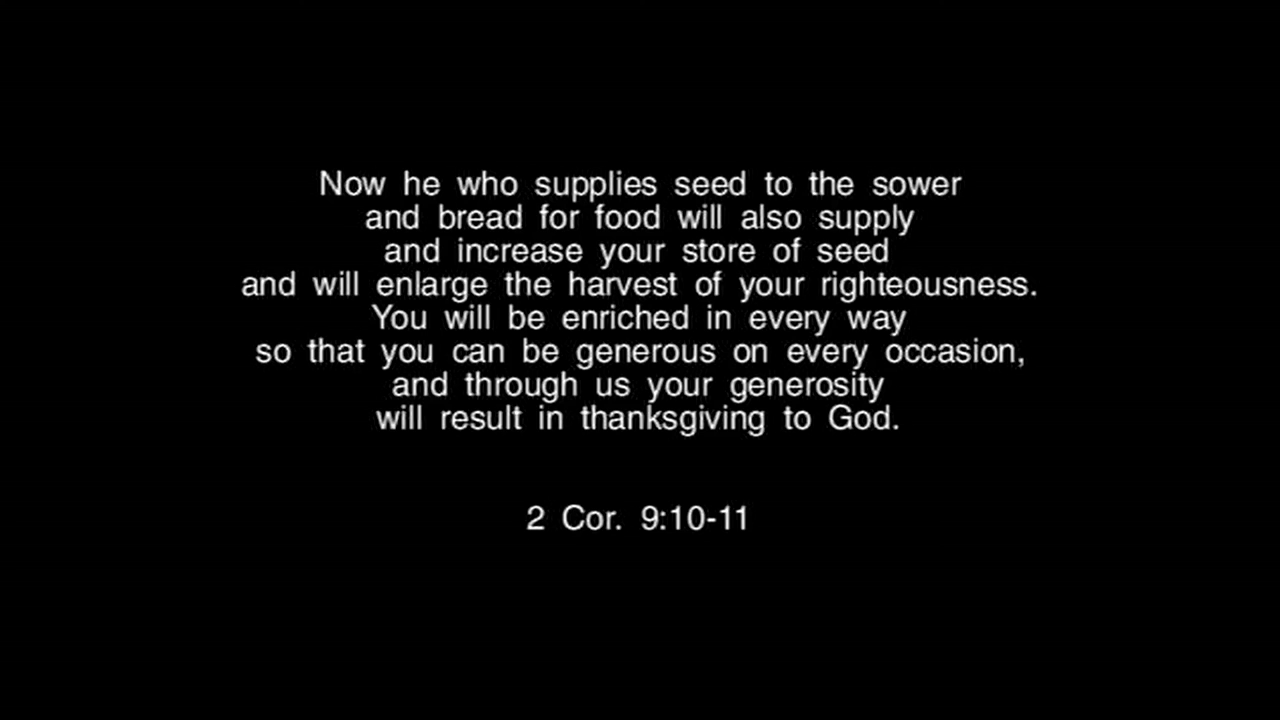 Now he who supplies seed to the sower
and bread for food will also supply
and increase your store of seed
and will enlarge the harvest of your righteousness.
You will be enriched in every way
so that you can be generous on every occasion,
and through us your generosity
will result in thanksgiving to God.
2 Cor. 9:10-11